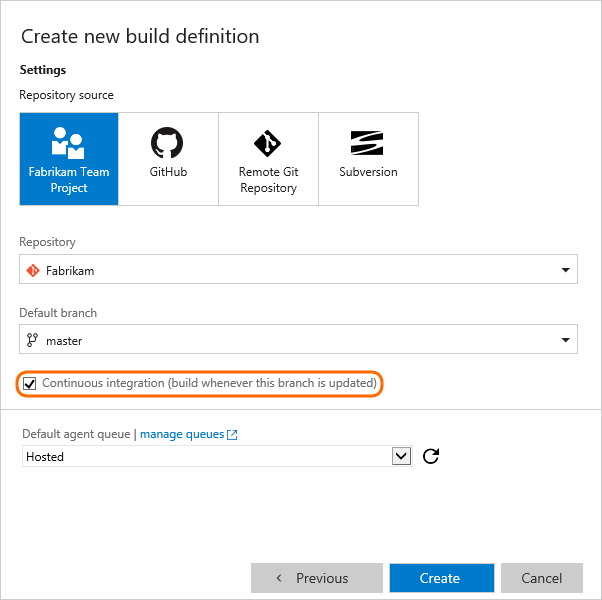 Create new build definition
Settings
Repository source
Fabrikam Team
Project
GitHub
Remote Git
Repository
Subversion
Repository
Fabrikam
Default branch
master
Continuous integration (build whenever this branch is updated)
Default agent queue | manage queues
Hosted
Previous
Create
Cancel